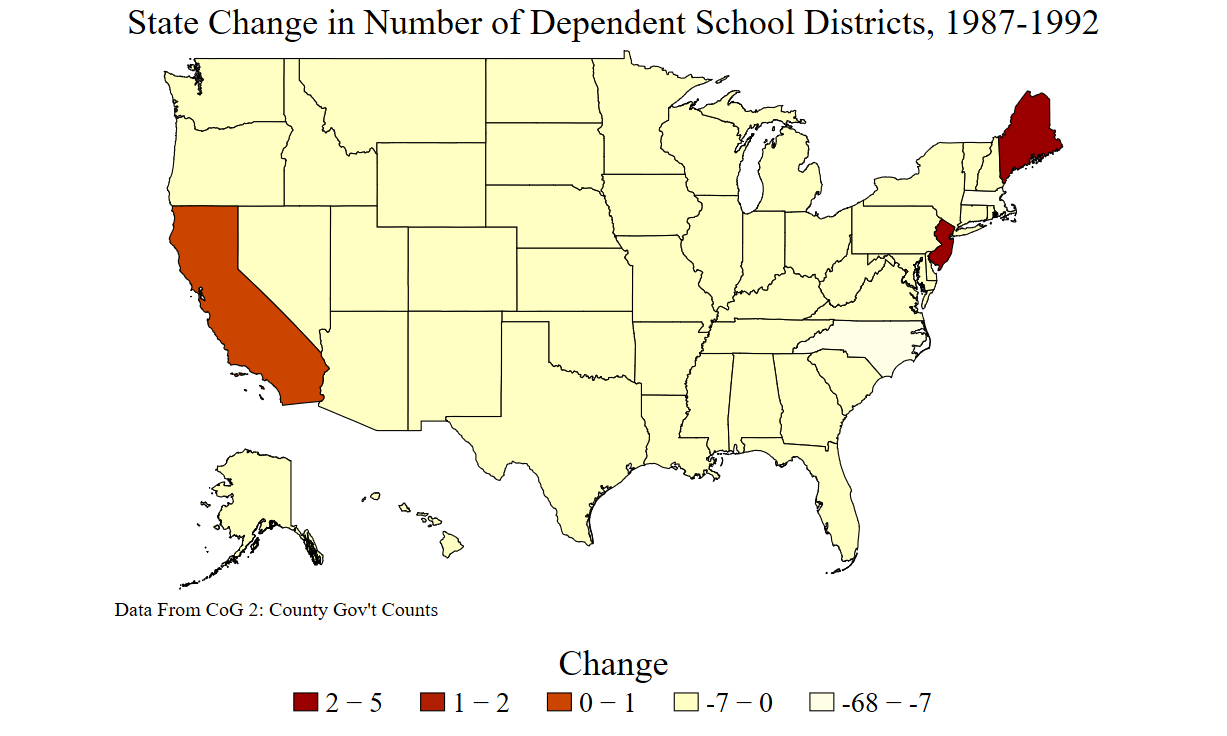 State Change in Number of Dependent School Districts, 1987-1992
Data From CoG 2: County Gov't Counts
Change
2 − 5 1 − 2 0 − 1 -7 − 0 -68 − -7